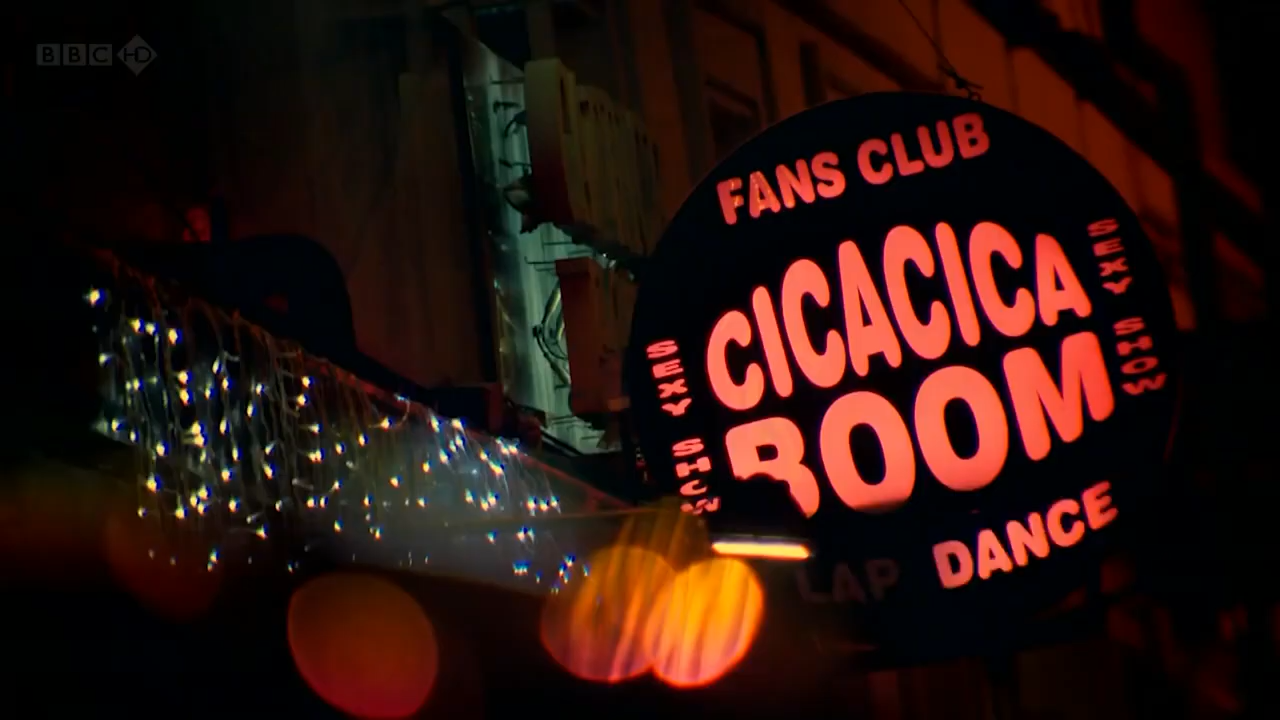 BBC HD
FANS CLUB
CICACICA
BOOM
SEXY SHOW
SEXY SHOW
LAP DANCE